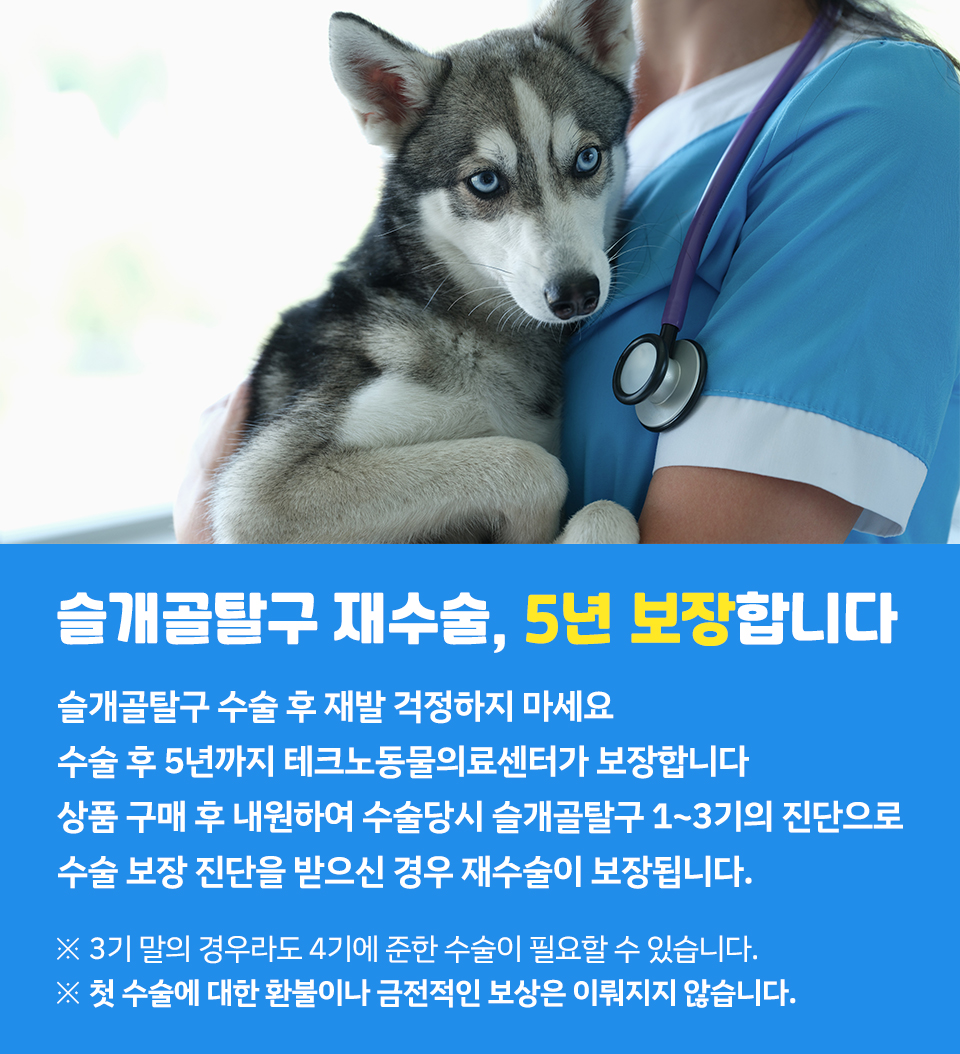 슬개골탈구 재수술, 5년 보장합니다
슬개골탈구 수술 후 재발 걱정하지 마세요
수술 후 5년까지 테크노동물의료센터가 보장합니다
상품 구매 후 내원하여 수술당시 슬개골탈구 1~3기의 진단으로
수술 보장 진단을 받으신 경우 재수술이 보장됩니다.
※ 3기 말의 경우라도 4기에 준한 수술이 필요할 수 있습니다.
※ 첫 수술에 대한 환불이나 금전적인 보상은 이뤄지지 않습니다.